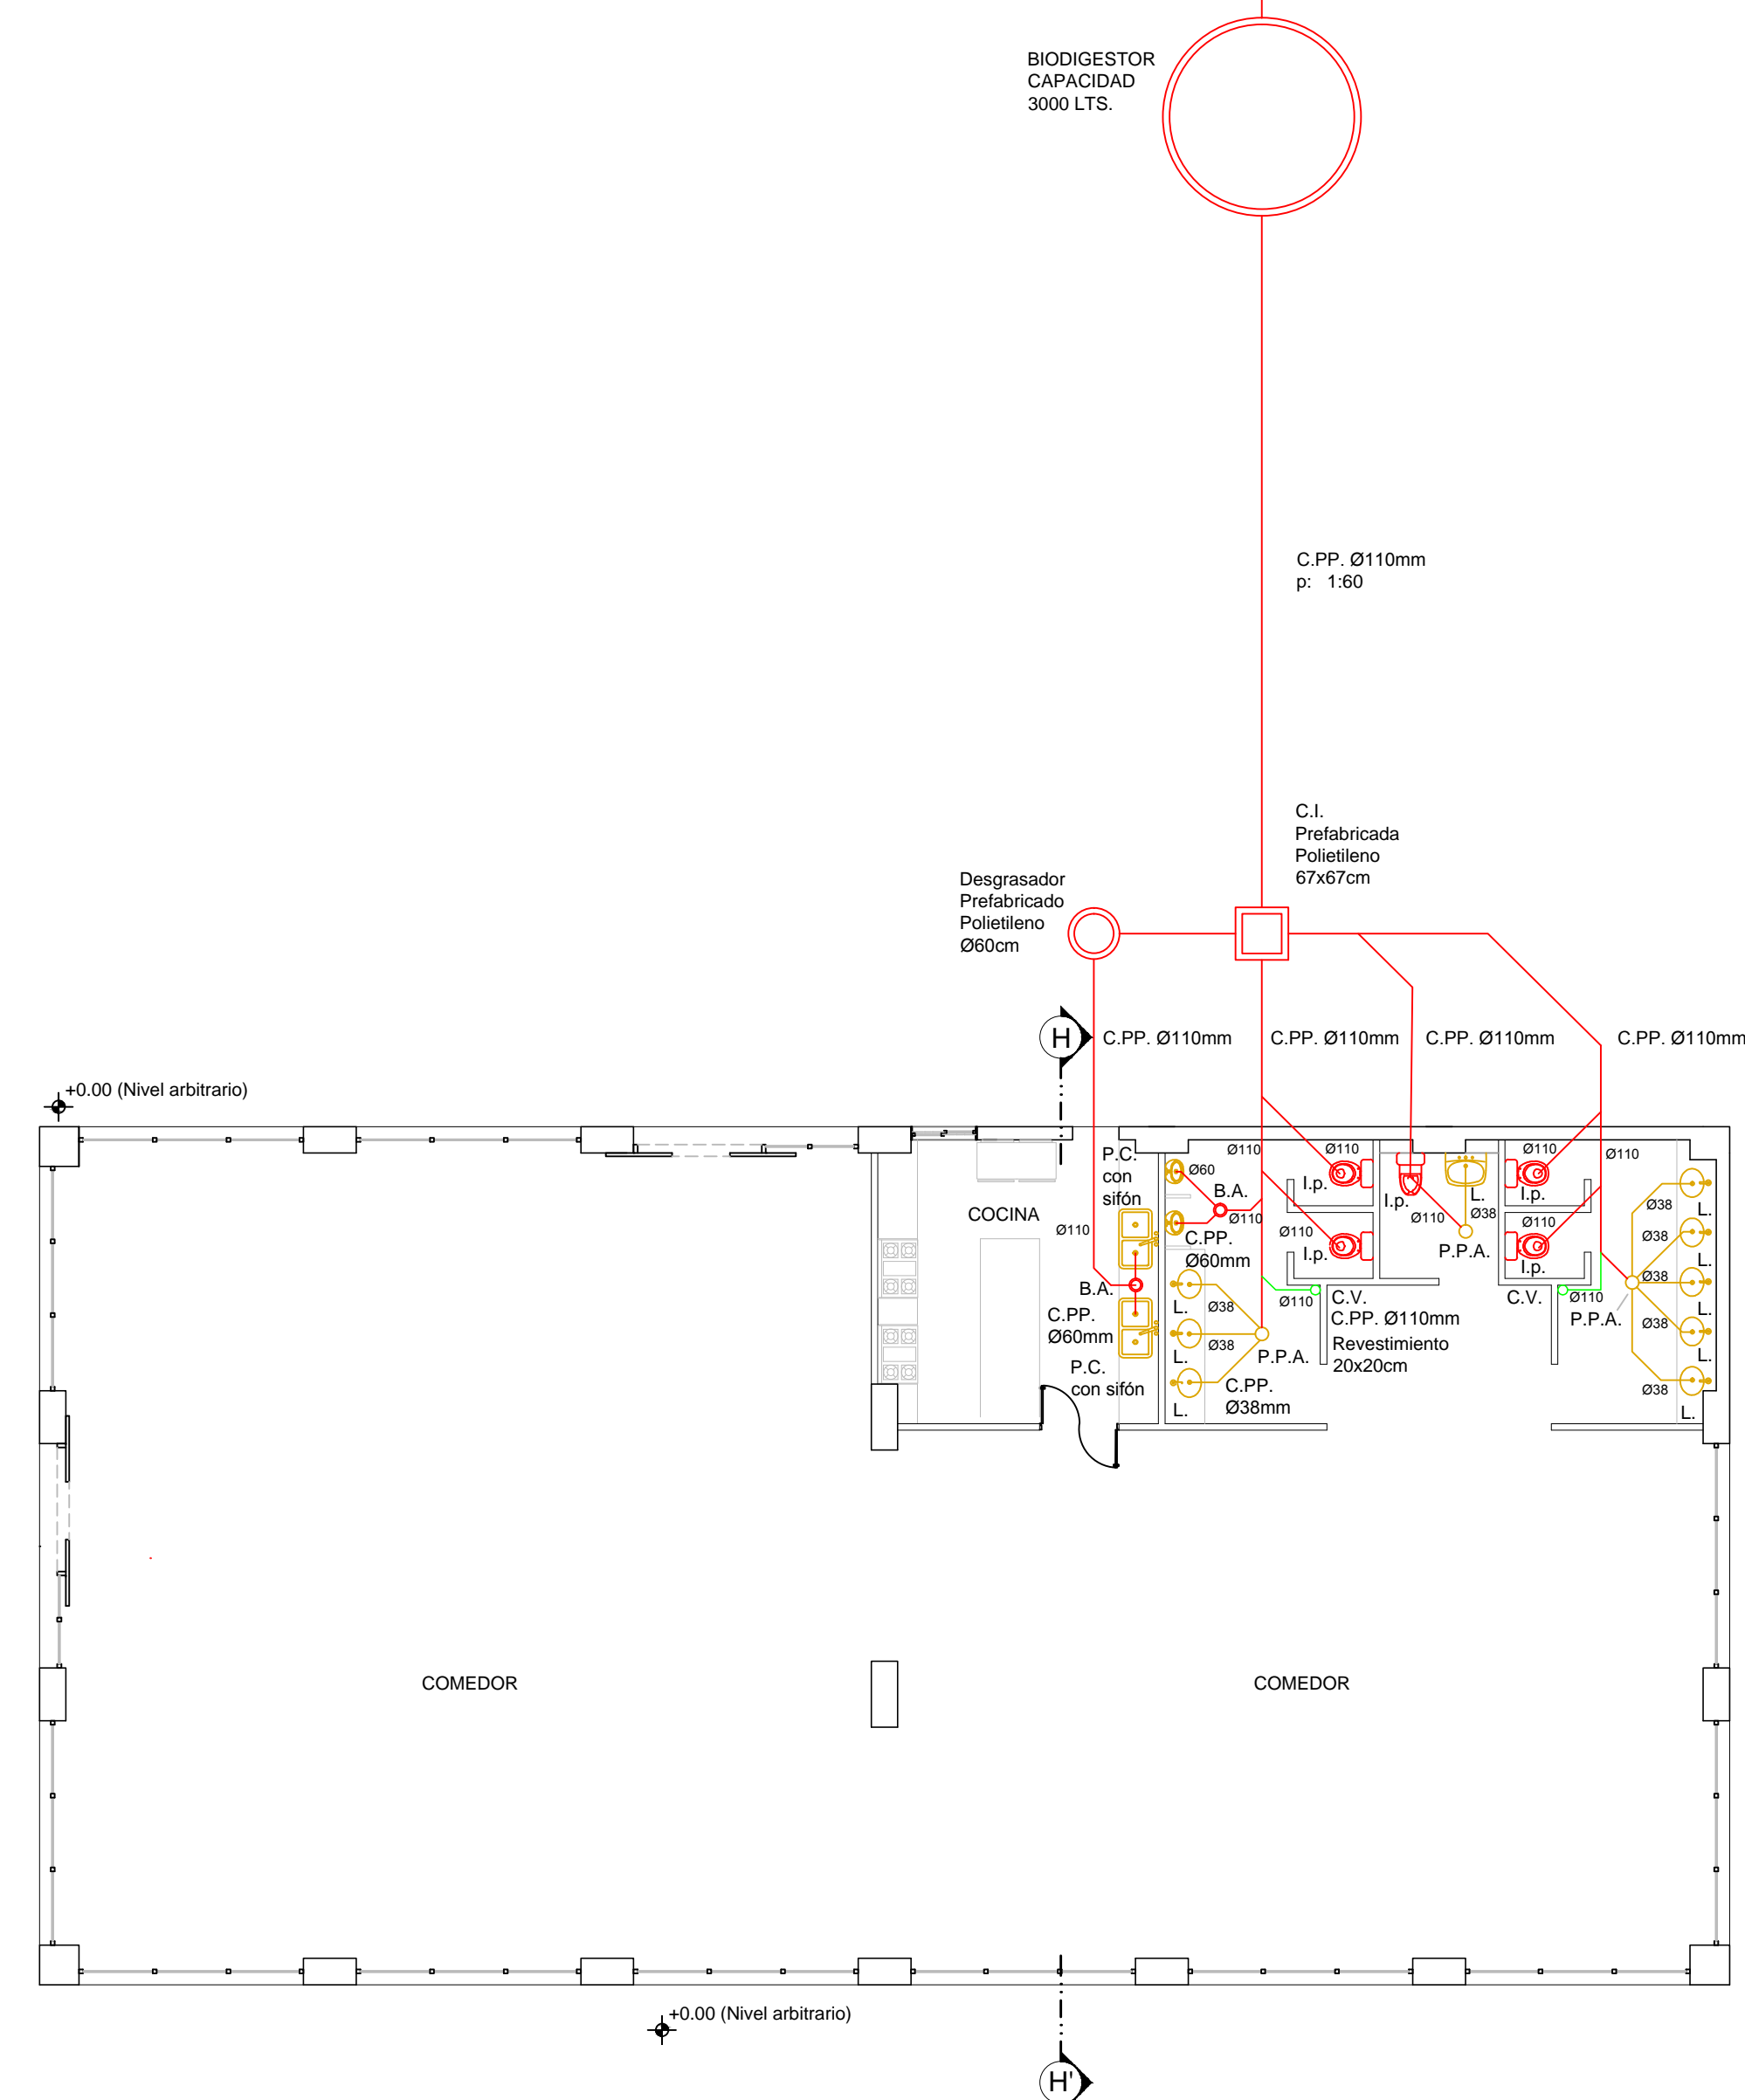 BIODIGESTOR
CAPACIDAD
3000 LTS.
C.PP. Ø110mm
p: 1:60
C.I.
Prefabricada
Polietileno
67x67cm
Desgrasador
Prefabricado
Polietileno
Ø60cm
H
C.PP. Ø110mm
C.PP. Ø110mm
C.PP. Ø110mm
C.PP. Ø110mm
+0.00 (Nivel arbitrario)
P.C.
con
sifón
Ø60
B.A.
Ø110
Ø110
Ø110
I.p.
I.p.
Ø110
L.
Ø38
Ø110
I.p.
Ø110
L.
COCINA
Ø110
Ø110
I.p.
P.P.A.
Ø110
I.p.
Ø38
Ø38
L.
C.PP.
Ø60mm
B.A.
C.PP.
Ø60mm
P.C.
con sifón
L.
Ø38
L.
Ø38
L.
P.P.A.
C.PP.
Ø38mm
Ø110
C.V.
C.PP. Ø110mm
Revestimiento
20x20cm
C.V.
Ø110
P.P.A.
Ø38
L.
Ø38
L.
Ø38
L.
COMEDOR
COMEDOR
+0.00 (Nivel arbitrario)
H'